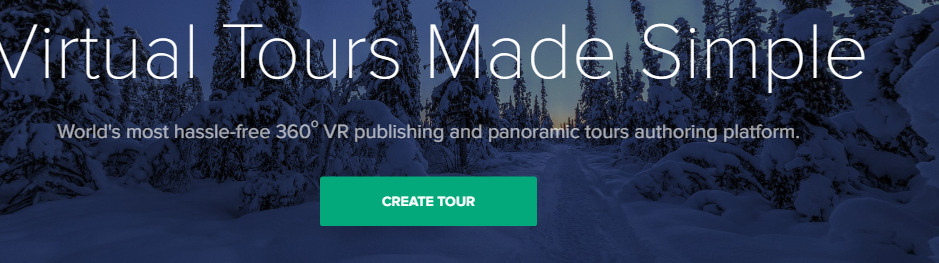 Virtual Tours Made Simple
World's most hassle-free 360° VR publishing and panoramic tours authoring platform.
CREATE TOUR